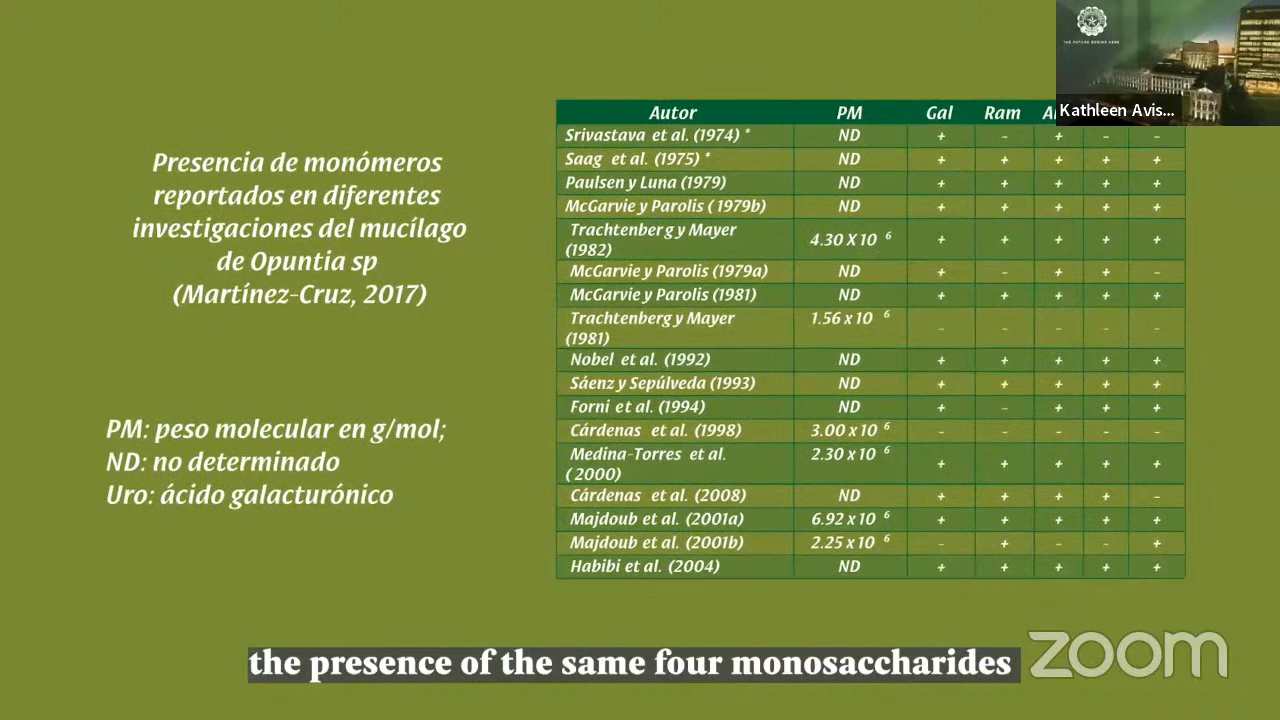 THE FUTURE BEGINS HERE
Kathleen Avis...
Presencia de monómeros
reportados en diferentes
investigaciones del mucílago
de Opuntia sp
(Martínez-Cruz, 2017)
PM: peso molecular en g/mol;
ND: no determinado
Uro: ácido galacturónico
Autor PM Gal Ram
Srivastava et al. (1974) * ND + - + - -
Saag et al. (1975) * ND + + + + +
Paulsen y Luna (1979) ND + + + + +
McGarvie y Parolis (1979b) ND + + + + +
Trachtenberg y Mayer
(1982) 4.30 X 10 6 + + + + +
McGarvie y Parolis (1979a) ND + - + + -
McGarvie y Parolis (1981) ND + + + + +
Trachtenberg y Mayer
(1981) 1.56 x 10 6 - - - - -
Nobel et al. (1992) ND + + + + +
Sáenz y Sepúlveda (1993) ND + + + + +
Forni et al. (1994) ND + - + + +
Cárdenas et al. (1998) 3.00 x 10 6 - - - - -
Medina-Torres et al.
(2000) 2.30 x 10 6 + + + + +
Cárdenas et al. (2008) ND + + + + -
Majdoub et al. (2001a) 6.92 x 10 6 + + + + +
Majdoub et al. (2001b) 2.25 x 10 6 - + - - +
Habibi et al. (2004) ND + + + + +
the presence of the same four monosaccharides
zoom